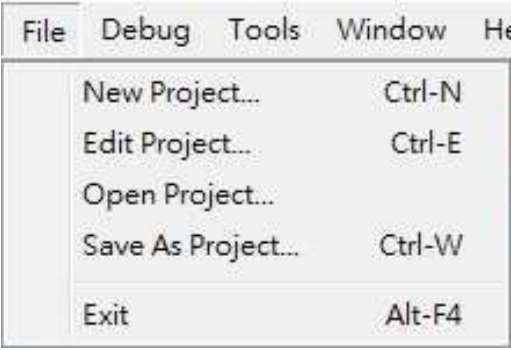 File Debug Tools Window
New Project... Ctrl-N
Edit Project... Ctrl-E
Open Project...
Save As Project... Ctrl-W
Exit Alt-F4